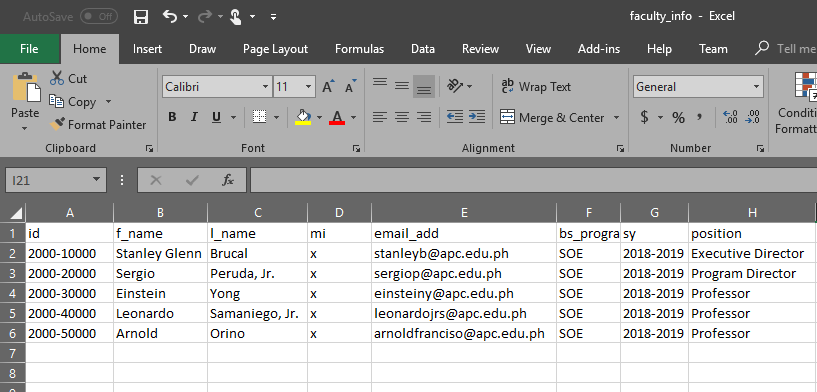 AutoSave Off faculty_info - Excel
File Home Insert Draw Page Layout Formulas Data Review View Add-ins Help Team Tell me
Cut
Copy
Format Painter
Paste
Calibri 11 A A
B I U A
ab Wrap Text
Merge & Center
General
$ % , .00 .0
Conditi
Formatt
Clipboard Font Alignment Number
I21 fx
A B C D E F G H
1 id f_name l_name mi email_add bs_progra sy position
2 2000-10000 Stanley Glenn Brucal x stanleyb@apc.edu.ph SOE 2018-2019 Executive Director
3 2000-20000 Sergio Peruda, Jr. x sergiop@apc.edu.ph SOE 2018-2019 Program Director
4 2000-30000 Einstein Yong x einsteiny@apc.edu.ph SOE 2018-2019 Professor
5 2000-40000 Leonardo Samaniego, Jr. x leonardojrs@apc.edu.ph SOE 2018-2019 Professor
6 2000-50000 Arnold Orino x arnoldfranciso@apc.edu.ph SOE 2018-2019 Professor
7
8